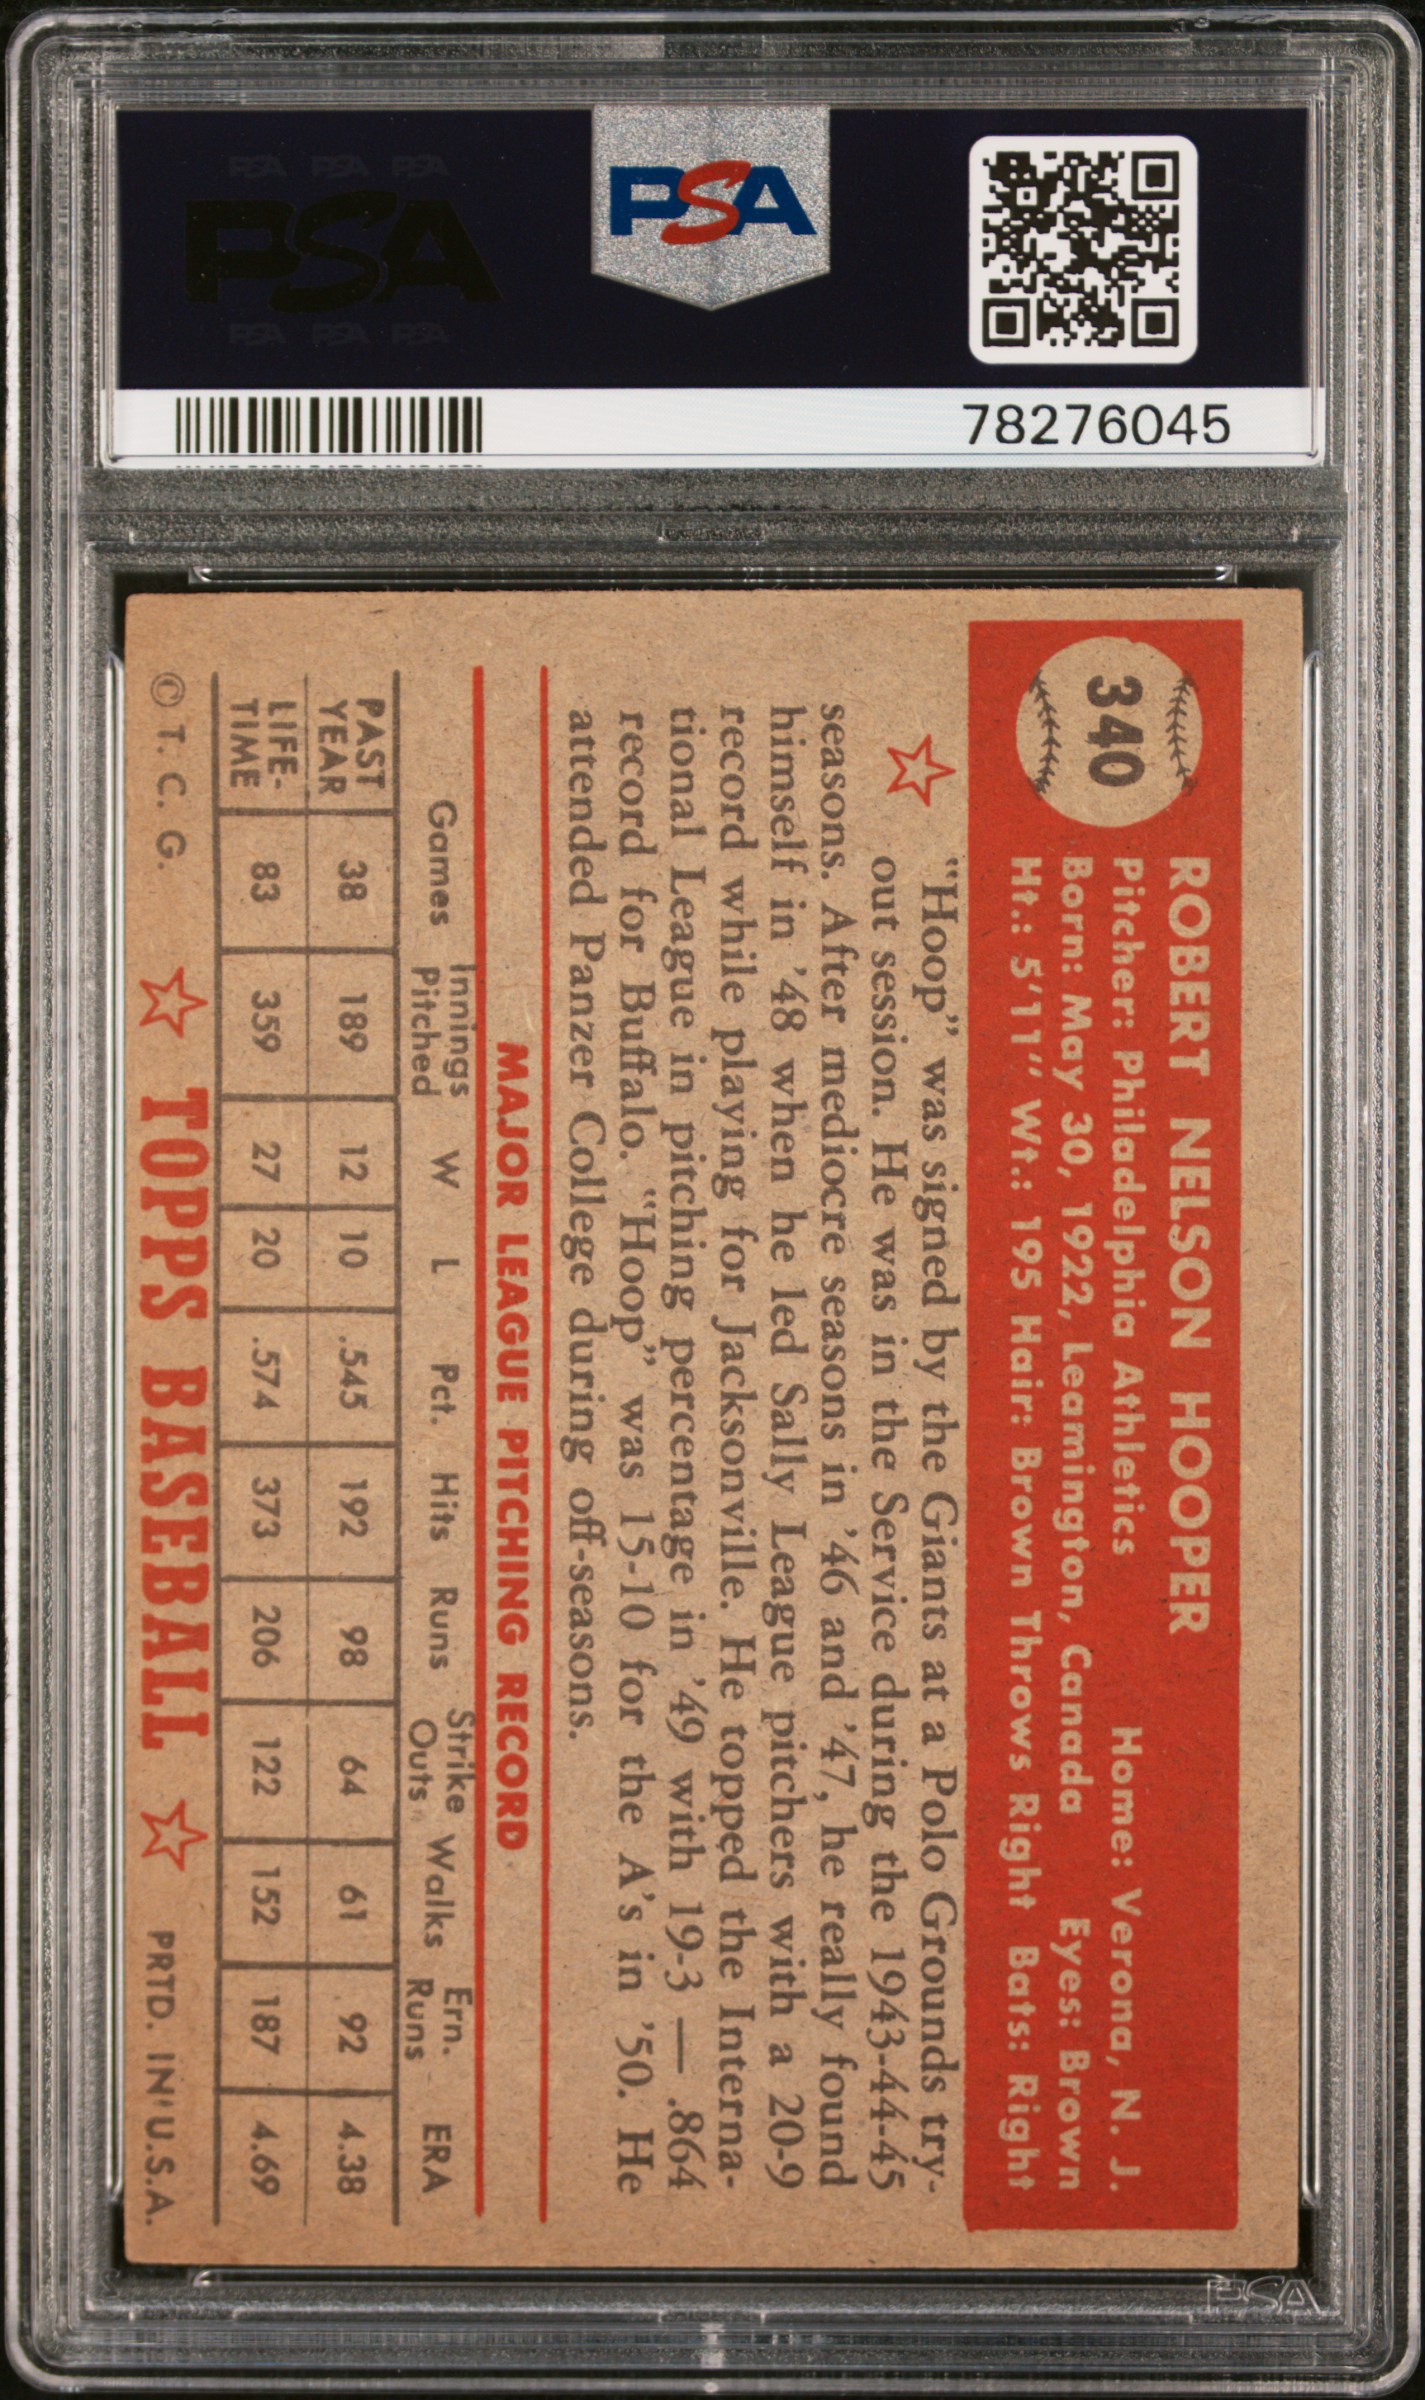 PSA PSA PSA
PSA
PSA PSA PSA
PSA
78276045
340
ROBERT NELSON HOOPER
Pitcher: Philadelphia Athletics Home: Verona, N. J.
Born: May 30, 1922, Leamington, Canada Eyes: Brown
Ht.: 5'11" Wt.: 195 Hair: Brown Throws Right Bats: Right
"Hoop" was signed by the Giants at a Polo Grounds try-
out session. He was in the Service during the 1943-44-45
seasons. After mediocre seasons in '46 and '47, he really found
himself in '48 when he led Sally League pitchers with a 20-9
record while playing for Jacksonville. He topped the Interna-
tional League in pitching percentage in '49 with 19-3 — .864
record for Buffalo. "Hoop" was 15-10 for the A's in '50. He
attended Panzer College during off-seasons.
MAJOR LEAGUE PITCHING RECORD
Games Innings Pitched W L Pct. Hits Runs Strike Outs Walks Ern. Runs ERA
PAST YEAR 38 189 12 10 .545 192 98 64 61 92 4.38
LIFE-TIME 83 359 27 20 .574 373 206 122 152 187 4.69
© T. C. G. TOPPS BASEBALL PRTD. IN U.S.A.
PSA